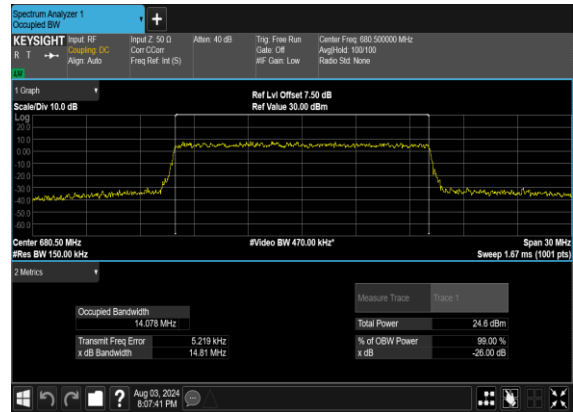 Spectrum Analyzer 1
Occupied BW
+
KEYSIGHT Input: RF Input Z: 50 Ω Atten: 40 dB Trig: Free Run Center Freq: 680.500000 MHz
R T Coupling: DC Corr CCorr Gate: Off Avg|Hold: 100/100
Align: Auto Freq Ref: Int (S) #IF Gain: Low Radio Std: None
1 Graph
Ref Lvl Offset 7.50 dB
Scale/Div 10.0 dB Ref Value 30.00 dBm
Log
20.0
10.0
0.00
-10.0
-20.0
-30.0
-40.0
-50.0
-60.0
Center 680.50 MHz #Video BW 470.00 kHz* Span 30 MHz
#Res BW 150.00 kHz Sweep 1.67 ms (1001 pts)
2 Metrics
Measure Trace Trace 1
Occupied Bandwidth
14.078 MHz Total Power 24.6 dBm
Transmit Freq Error 5.219 kHz % of OBW Power 99.00 %
x dB Bandwidth 14.81 MHz x dB -26.00 dB
? Aug 03, 2024
8:07:41 PM